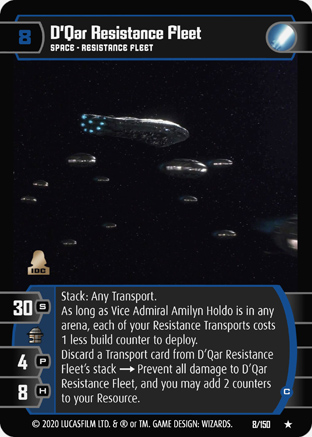 8
D'Qar Resistance Fleet
SPACE - RESISTANCE FLEET
IDC
30 S
4 P
8 H
Stack: Any Transport.
As long as Vice Admiral Amilyn Holdo is in any
arena, each of your Resistance Transports costs
1 less build counter to deploy.
Discard a Transport card from D'Qar Resistance
Fleet's stack → Prevent all damage to D'Qar
Resistance Fleet, and you may add 2 counters
to your Resource.
C
© 2020 LUCASFILM LTD. & ® or TM. GAME DESIGN: WIZARDS. 8/150